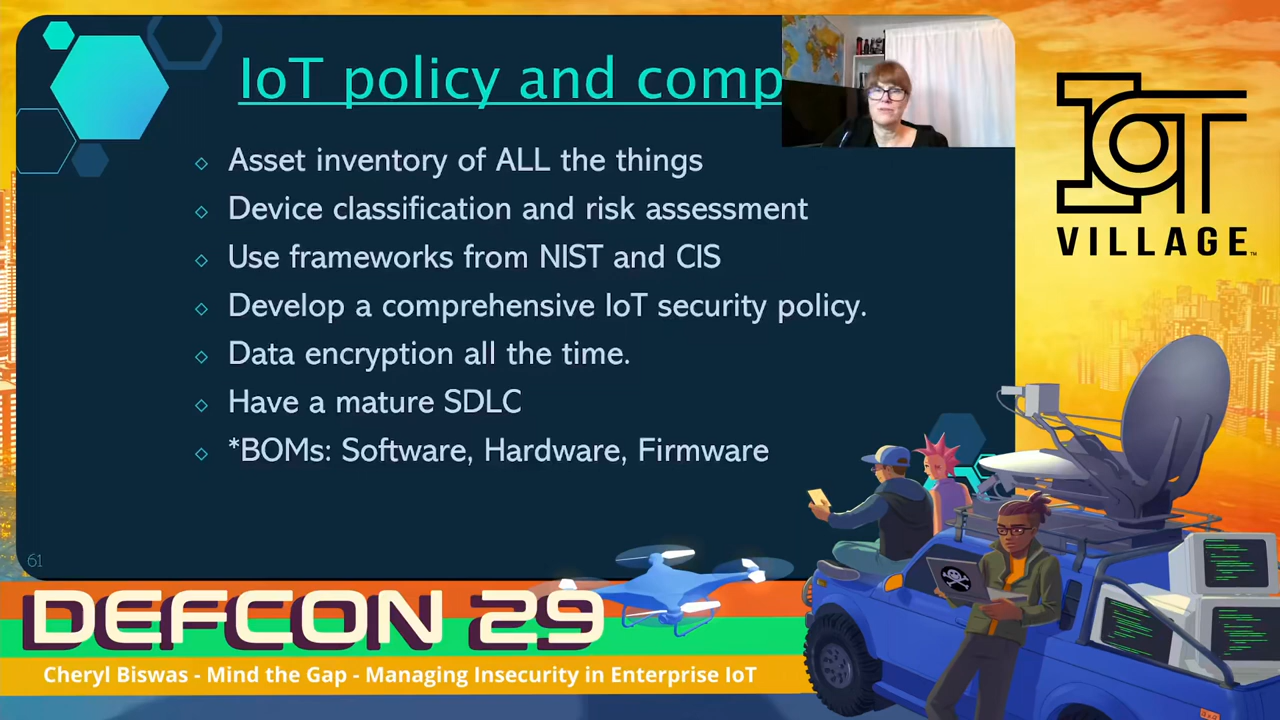 IoT policy and comp
Asset inventory of ALL the things
Device classification and risk assessment
Use frameworks from NIST and CIS
Develop a comprehensive IoT security policy.
Data encryption all the time.
Have a mature SDLC
*BOMs: Software, Hardware, Firmware
61
IOT
VILLAGE™
DEFCON 29
Cheryl Biswas - Mind the Gap - Managing Insecurity in Enterprise IoT